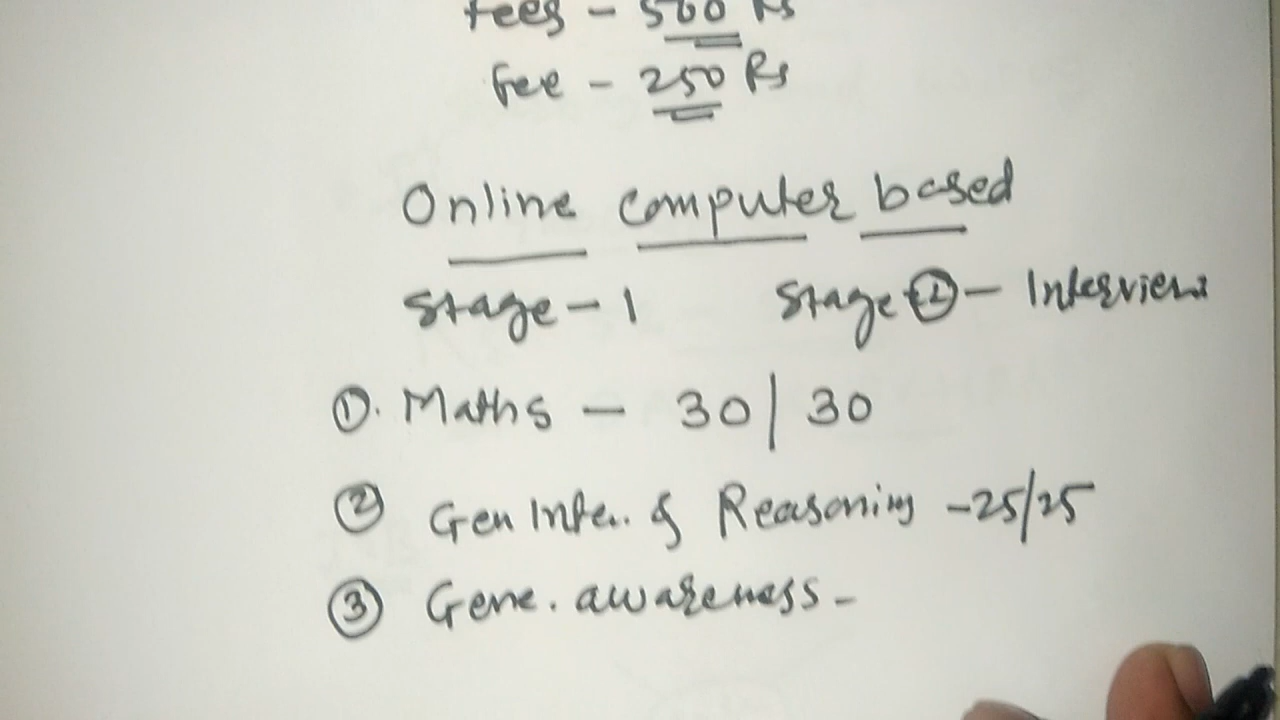 fees - 500 Rs
fee - 250 Rs
Online computer based
Stage - 1 Stage ② - Interview
①. Maths - 30 | 30
② Gen Inte. & Reasoning - 25/25
③ Gene. awareness -